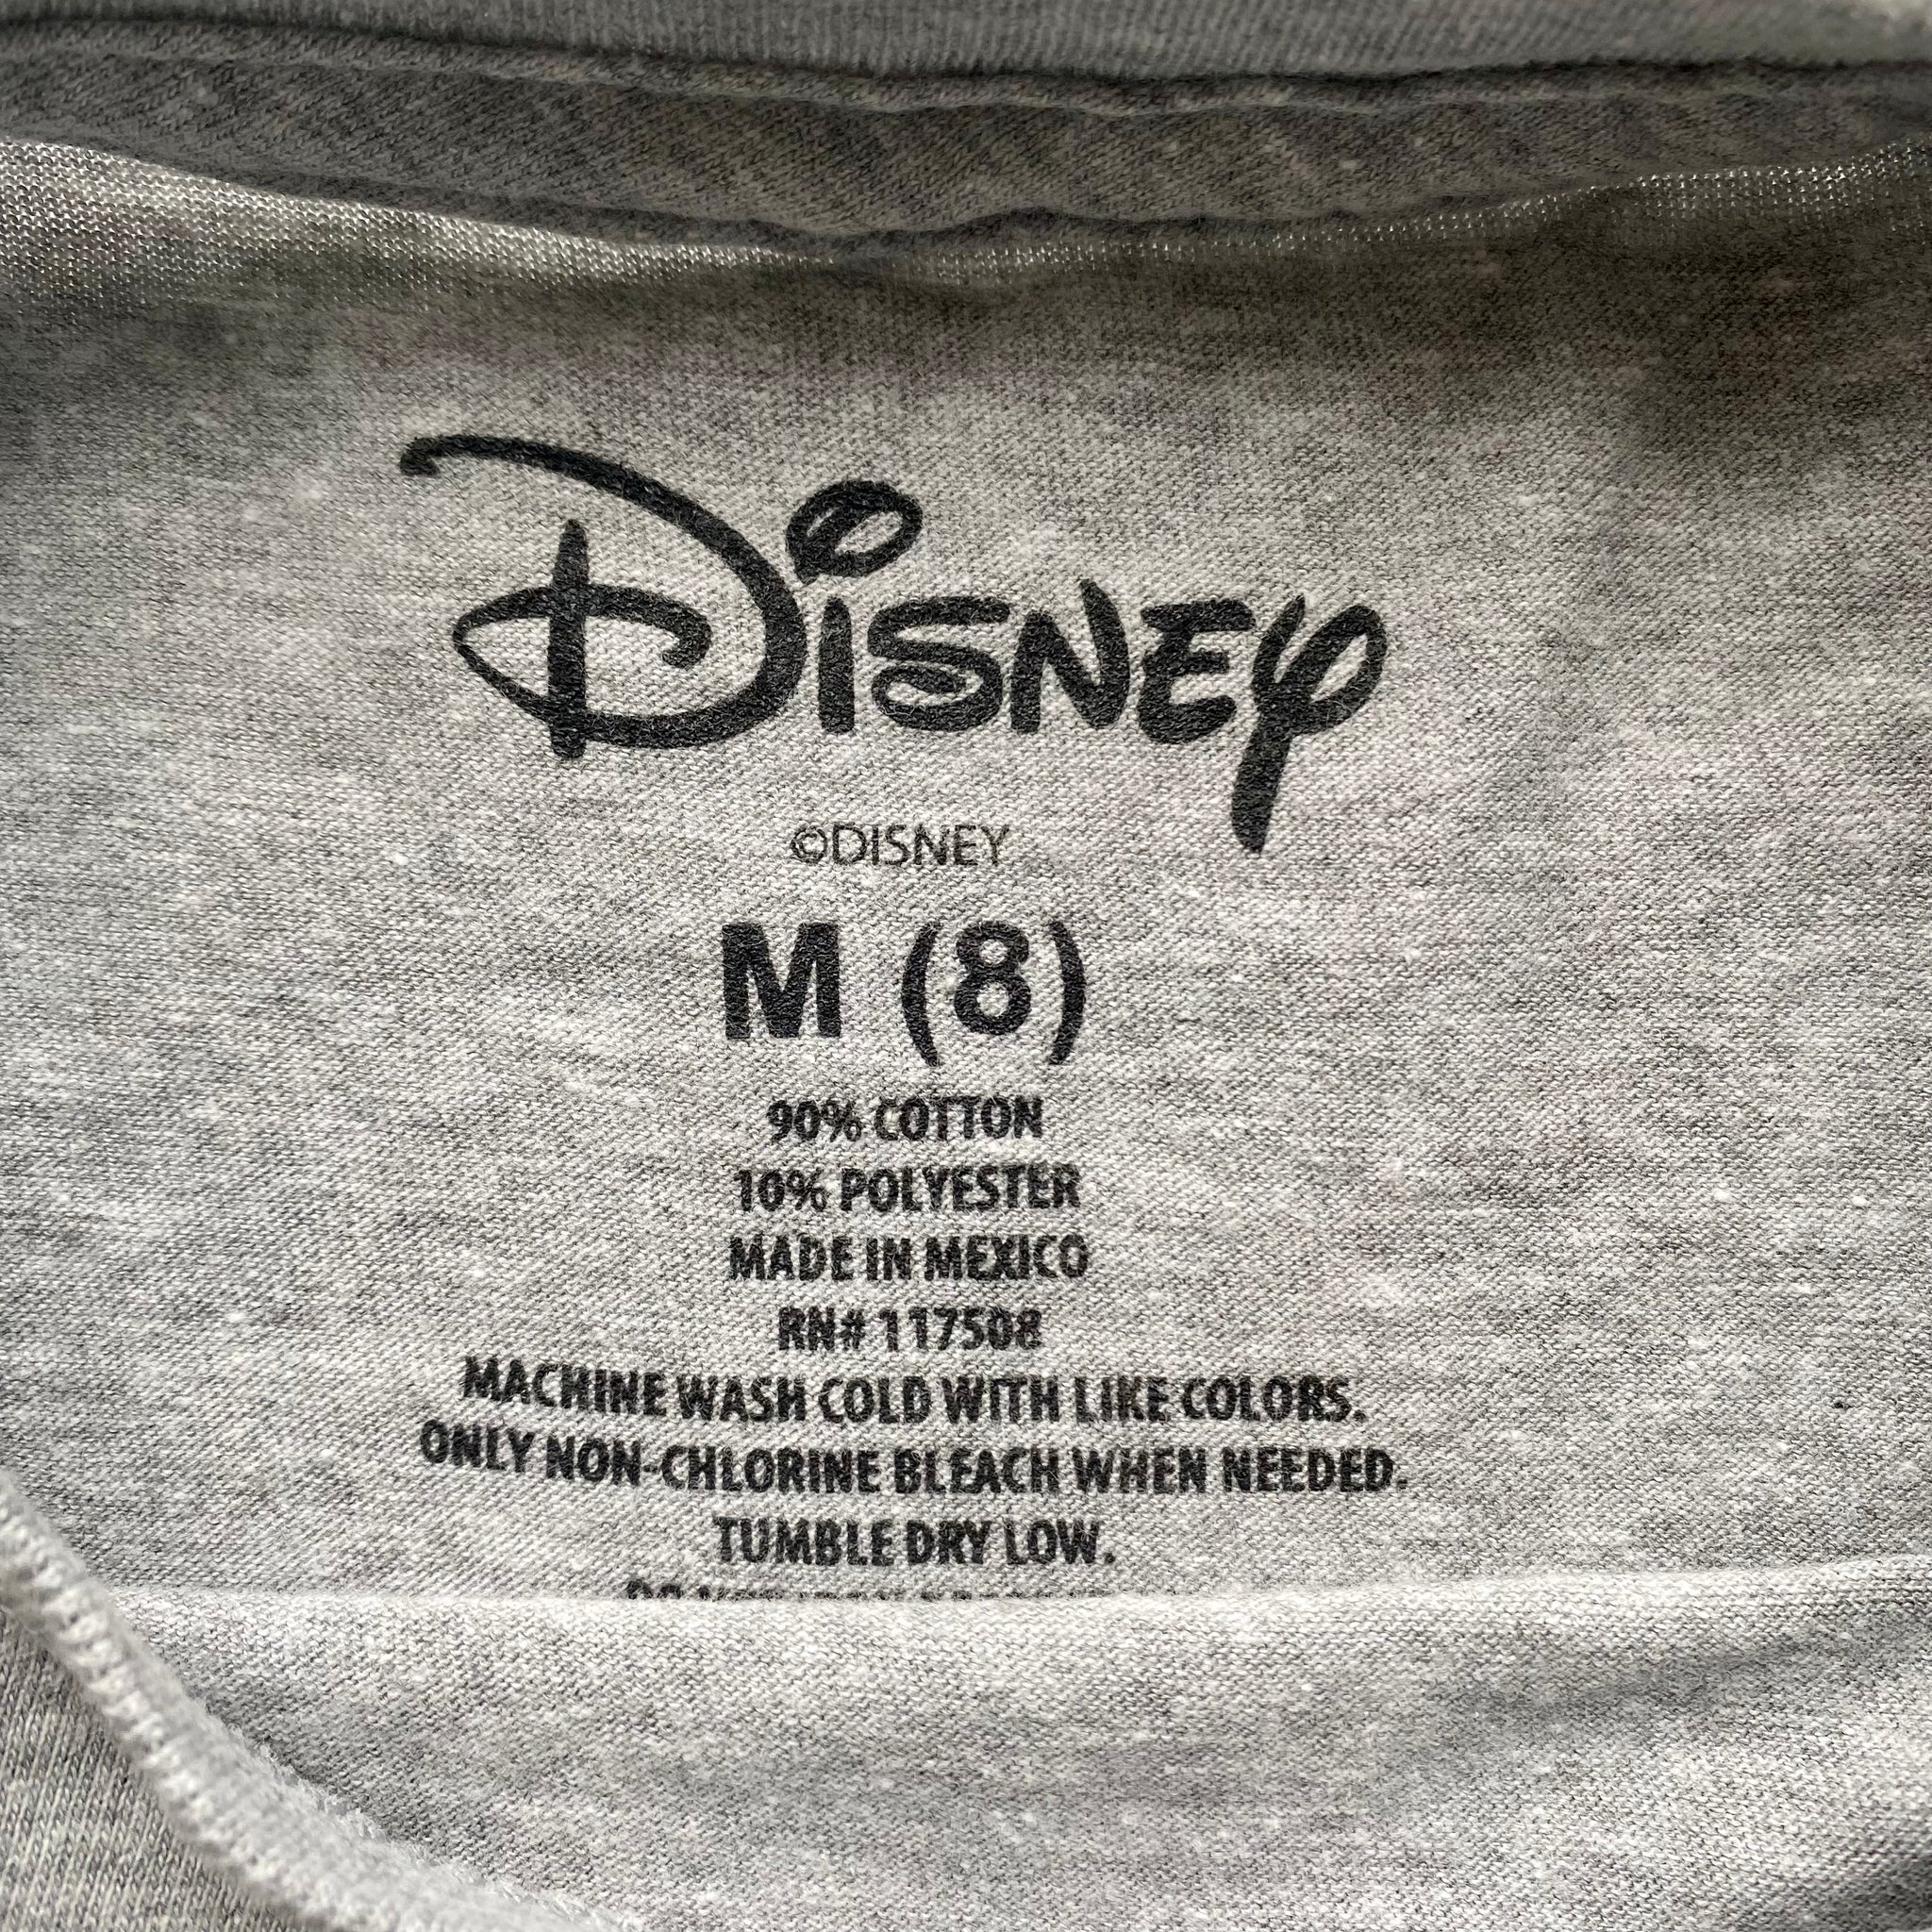 Disney
©DISNEY
M (8)
90% COTTON
10% POLYESTER
MADE IN MEXICO
RN# 117508
MACHINE WASH COLD WITH LIKE COLORS.
ONLY NON-CHLORINE BLEACH WHEN NEEDED.
TUMBLE DRY LOW.